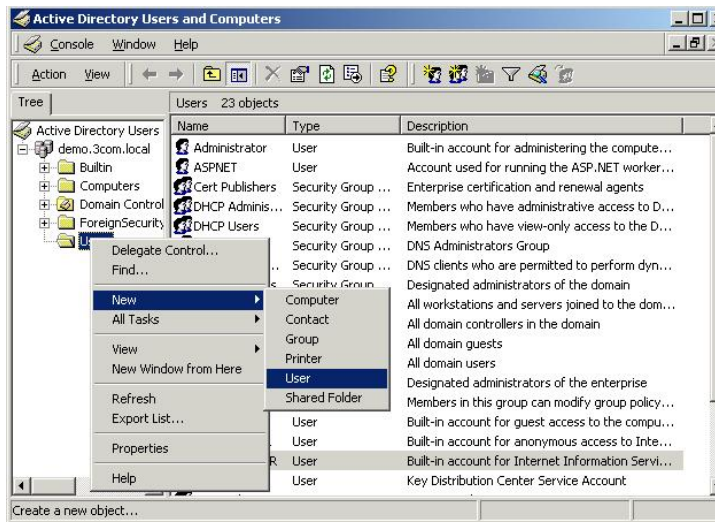 Active Directory Users and Computers
Console Window Help
Action View
Tree
Users 23 objects
Active Directory Users
demo.3com.local
Builtin
Computers
Domain Control
ForeignSecurity
Name Type Description
Administrator User Built-in account for administering the compute...
ASPNET User Account used for running the ASP.NET worker...
Cert Publishers Security Group ... Enterprise certification and renewal agents
DHCP Adminis... Security Group ... Members who have administrative access to D...
DHCP Users Security Group ... Members who have view-only access to the D...
Security Group ... DNS Administrators Group
Security Group ... DNS clients who are permitted to perform dyn...
Security Group Designated administrators of the domain
All workstations and servers joined to the dom...
All domain controllers in the domain
All domain guests
All domain users
Designated administrators of the enterprise
Members in this group can modify group policy...
User Built-in account for guest access to the compu...
User Built-in account for anonymous access to Inte...
R User Built-in account for Internet Information Servi...
User Key Distribution Center Service Account
Delegate Control...
Find...
New
All Tasks
View
New Window from Here
Refresh
Export List...
Properties
Help
Computer
Contact
Group
Printer
User
Shared Folder
Create a new object...